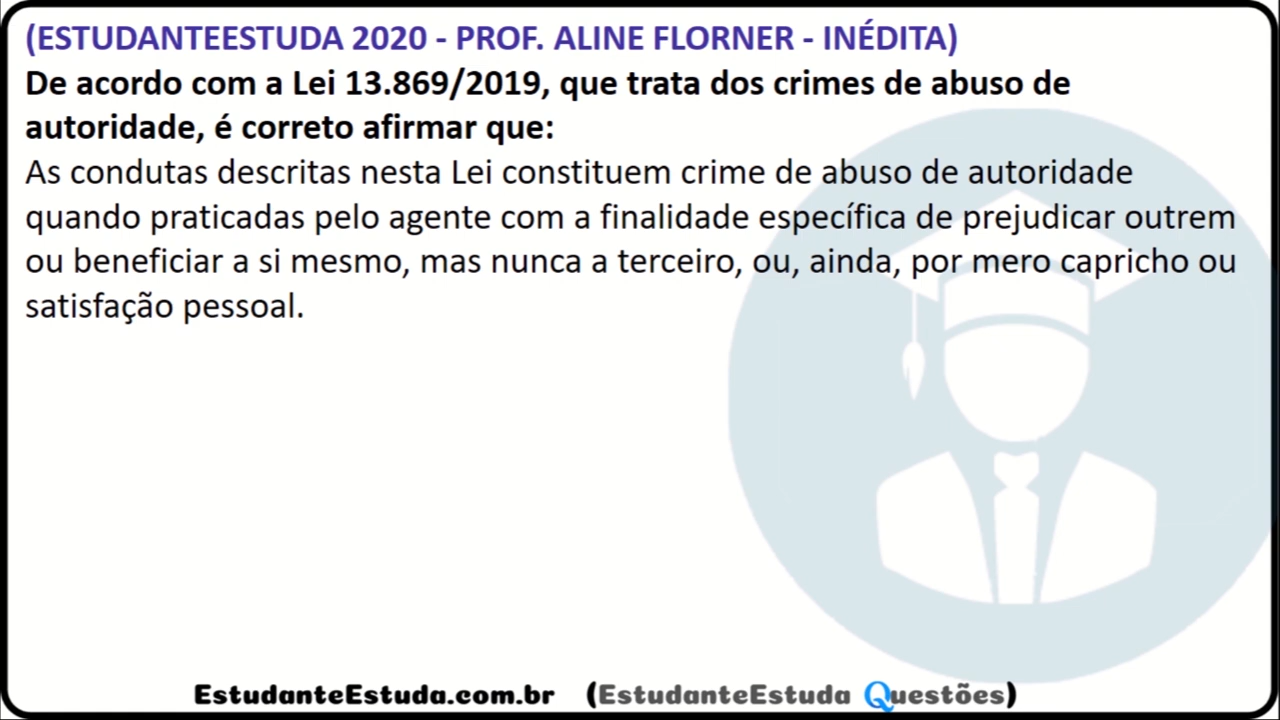 (ESTUDANTEESTUDA 2020 - PROF. ALINE FLORNER - INÉDITA)
De acordo com a Lei 13.869/2019, que trata dos crimes de abuso de
autoridade, é correto afirmar que:
As condutas descritas nesta Lei constituem crime de abuso de autoridade
quando praticadas pelo agente com a finalidade específica de prejudicar outrem
ou beneficiar a si mesmo, mas nunca a terceiro, ou, ainda, por mero capricho ou
satisfação pessoal.
EstudanteEstuda.com.br (EstudanteEstuda Questões)